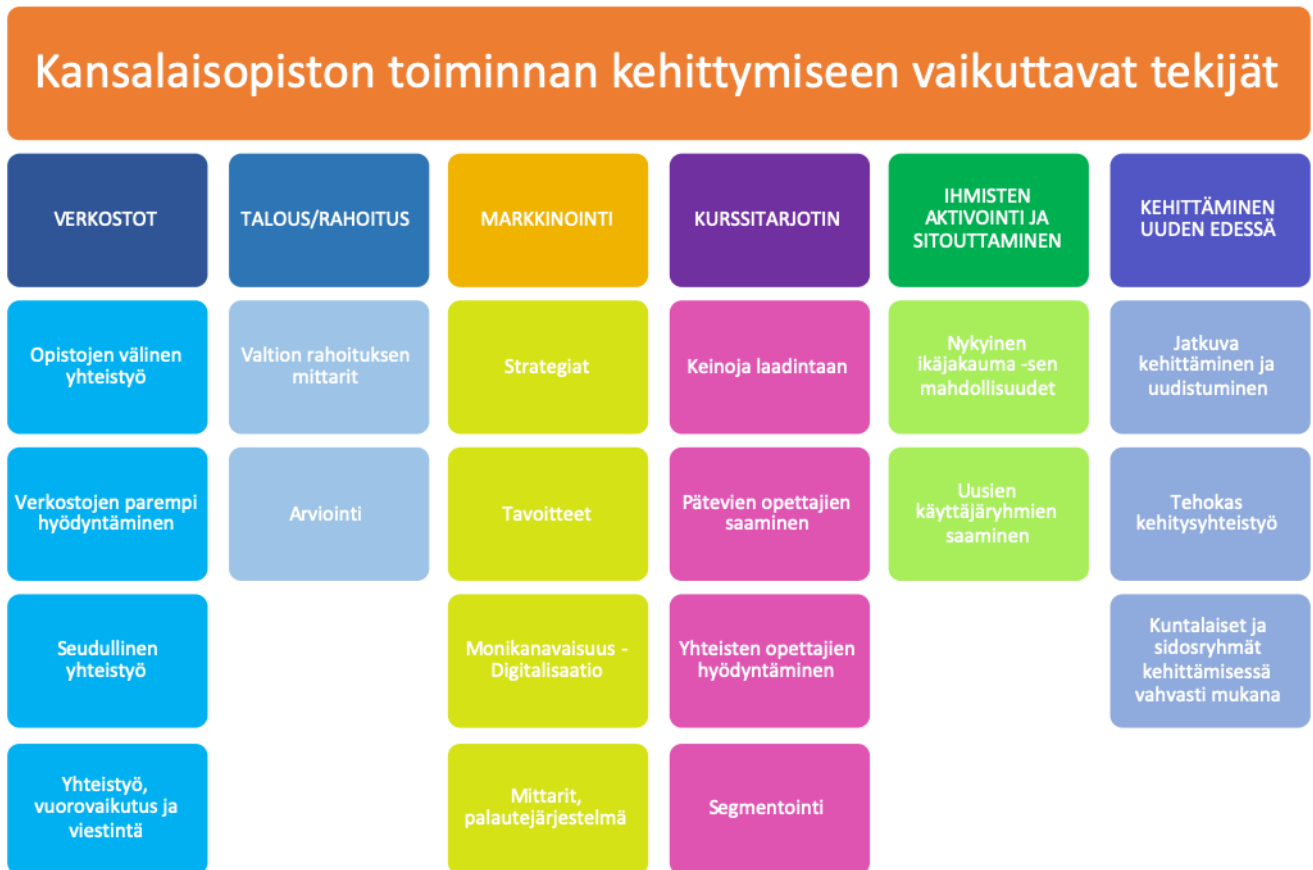 Kansalaisopiston toiminnan kehittymiseen vaikuttavat tekijät
VERKOSTOT
Opistojen välinen
yhteistyö
Verkostojen parempi
hyödyntäminen
Seudullinen
yhteistyö
Yhteistyö,
vuorovaikutus ja
viestintä
TALOUS/RAHOITUS
Valtion rahoituksen
mittarit
Arviointi
MARKKINOINTI
Strategiat
Tavoitteet
Monikanavaisuus -
Digitalisaatio
Mittarit,
palautejärjestelmä
KURSSITARJOTIN
Keinoja laadintaan
Pätevien opettajien
saaminen
Yhteisten opettajien
hyödyntäminen
Segmentointi
IHMISTEN
AKTIVOINTI JA
SITOUTTAMINEN
Nykyinen
ikäjakauma -sen
mahdollisuudet
Uusien
käyttäjäryhmien
saaminen
KEHITTÄMINEN
UUDEN EDESSÄ
Jatkuva
kehittäminen ja
uudistuminen
Tehokas
kehitysyhteistyö
Kuntalaiset ja
sidosryhmät
kehittämisessä
vahvasti mukana